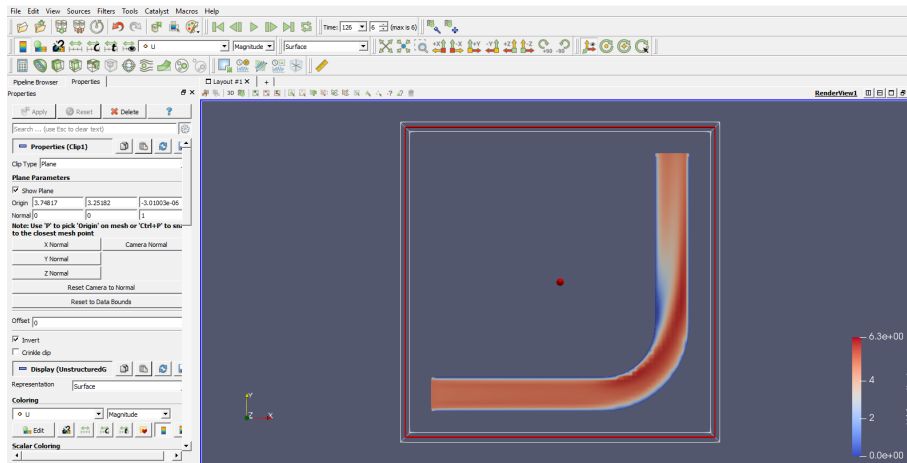 File Edit View Sources Filters Tools Catalyst Macros Help
Time: 126 6 (max is 6)
U Magnitude Surface +X -X +Y -Y +Z -Z +90 -90
Pipeline Browser Properties Layout #1 X +
Properties 3D RenderView1
Apply Reset Delete ?
Search ... (use Esc to clear text)
Properties (Clip1)
Clip Type Plane
Plane Parameters
Show Plane
Origin 3.74817 3.25182 -3.01003e-06
Normal 0 0 1
Note: Use 'P' to pick 'Origin' on mesh or 'Ctrl+P' to sna
to the closest mesh point
X Normal Camera Normal
Y Normal
Z Normal
Reset Camera to Normal
Reset to Data Bounds
Offset 0
Invert
Crinkle clip
Display (UnstructuredG
Representation Surface
Coloring
U Magnitude
Edit
Scalar Coloring
Y
Z X
6.3e+00
4
2
0.0e+00